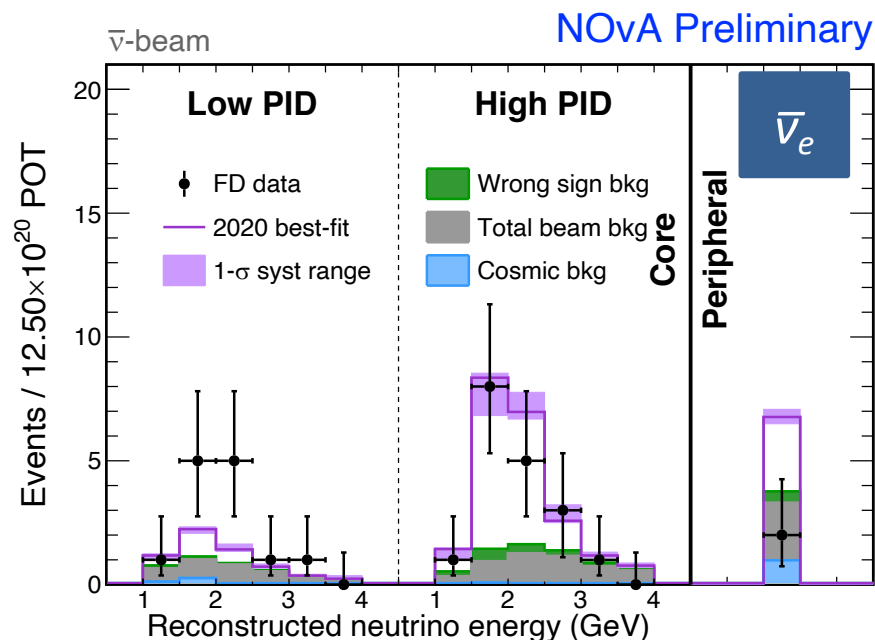 ν̅-beam
NOvA Preliminary
Low PID
High PID
ν̅e
FD data
2020 best-fit
1-σ syst range
Wrong sign bkg
Total beam bkg
Cosmic bkg
Core
Peripheral
Events / 12.50×10²⁰ POT
20
15
10
5
0
1 2 3 4 1 2 3 4
Reconstructed neutrino energy (GeV)